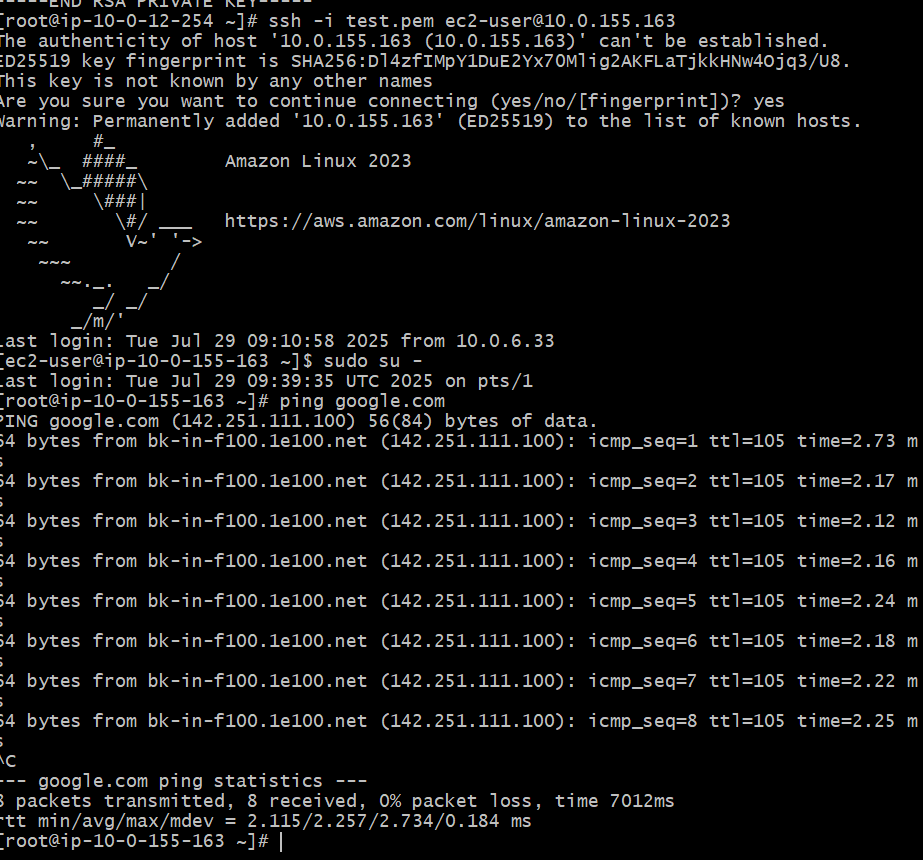 -----END RSA PRIVATE KEY-----
[root@ip-10-0-12-254 ~]# ssh -i test.pem ec2-user@10.0.155.163
The authenticity of host '10.0.155.163 (10.0.155.163)' can't be established.
ED25519 key fingerprint is SHA256:Dl4zfIMpY1DuE2Yx7OMlig2AKFLaTjkkHNw4Ojq3/U8.
This key is not known by any other names
Are you sure you want to continue connecting (yes/no/[fingerprint])? yes
Warning: Permanently added '10.0.155.163' (ED25519) to the list of known hosts.
   ,     #_
   ~\_  ####_        Amazon Linux 2023
  ~~  \_#####\
  ~~     \###|
  ~~       \#/ ___   https://aws.amazon.com/linux/amazon-linux-2023
   ~~       V~' '->
    ~~~         /
      ~~._.   _/
         _/ _/
       _/m/'
Last login: Tue Jul 29 09:10:58 2025 from 10.0.6.33
[ec2-user@ip-10-0-155-163 ~]$ sudo su -
Last login: Tue Jul 29 09:39:35 UTC 2025 on pts/1
[root@ip-10-0-155-163 ~]# ping google.com
PING google.com (142.251.111.100) 56(84) bytes of data.
64 bytes from bk-in-f100.1e100.net (142.251.111.100): icmp_seq=1 ttl=105 time=2.73 m
s
64 bytes from bk-in-f100.1e100.net (142.251.111.100): icmp_seq=2 ttl=105 time=2.17 m
s
64 bytes from bk-in-f100.1e100.net (142.251.111.100): icmp_seq=3 ttl=105 time=2.12 m
s
64 bytes from bk-in-f100.1e100.net (142.251.111.100): icmp_seq=4 ttl=105 time=2.16 m
s
64 bytes from bk-in-f100.1e100.net (142.251.111.100): icmp_seq=5 ttl=105 time=2.24 m
s
64 bytes from bk-in-f100.1e100.net (142.251.111.100): icmp_seq=6 ttl=105 time=2.18 m
s
64 bytes from bk-in-f100.1e100.net (142.251.111.100): icmp_seq=7 ttl=105 time=2.22 m
s
64 bytes from bk-in-f100.1e100.net (142.251.111.100): icmp_seq=8 ttl=105 time=2.25 m
s
^C
--- google.com ping statistics ---
8 packets transmitted, 8 received, 0% packet loss, time 7012ms
rtt min/avg/max/mdev = 2.115/2.257/2.734/0.184 ms
[root@ip-10-0-155-163 ~]#